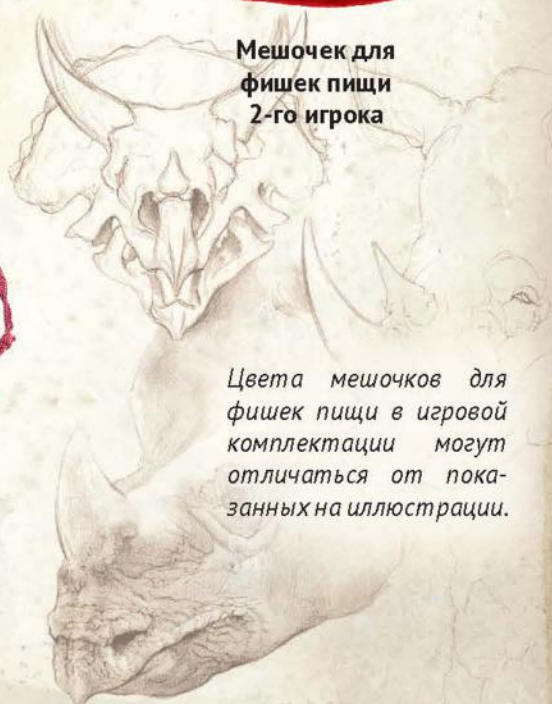 Мешочек для
фишек пищи
2-го игрока
Цвета мешочков для
фишек пищи в игровой
комплектации могут
отличаться от пока-
занных на иллюстрации.